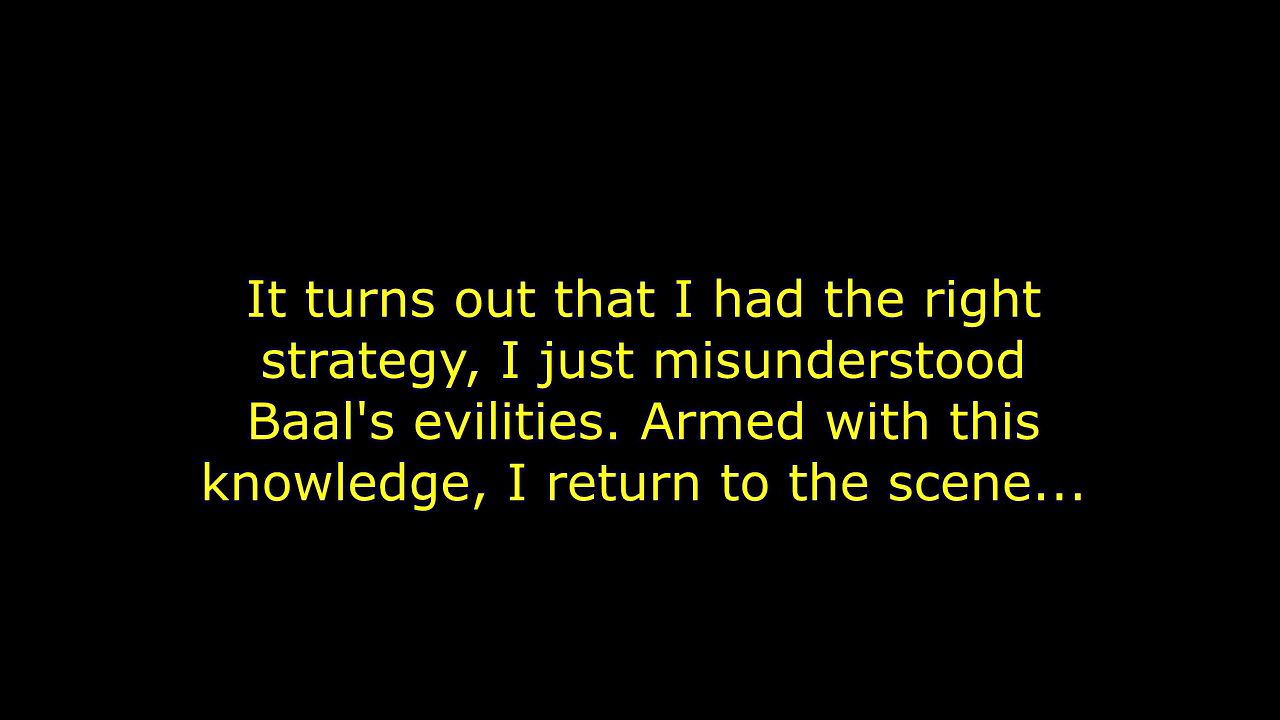 It turns out that I had the right
strategy, I just misunderstood
Baal's evilities. Armed with this
knowledge, I return to the scene...